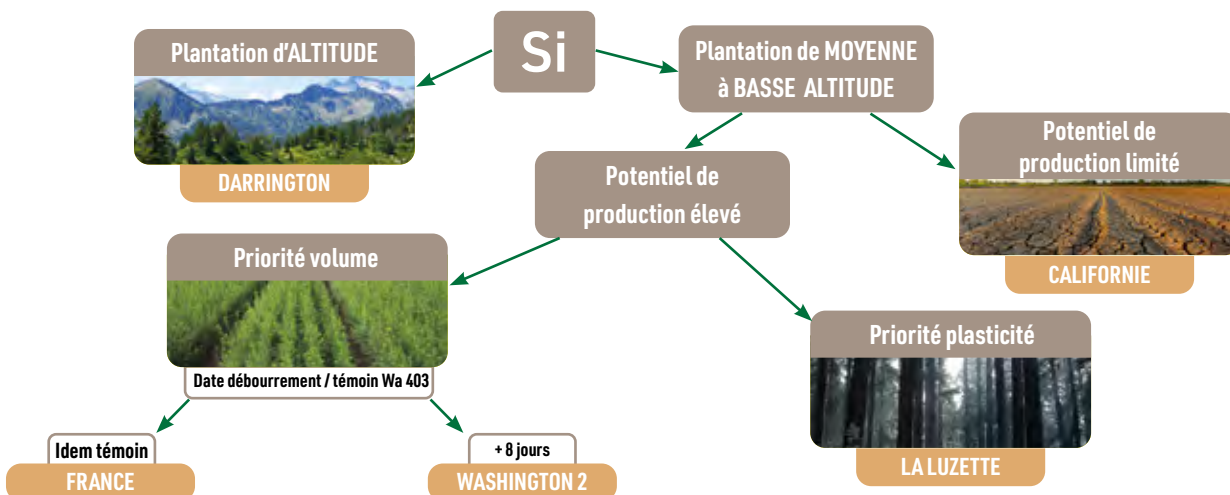 Si
Plantation d'ALTITUDE
DARRINGTON
Plantation de MOYENNE
à BASSE ALTITUDE
Potentiel de
production limité
CALIFORNIE
Potentiel de
production élevé
Priorité volume
Date débourrement / témoin Wa 403
Idem témoin
FRANCE
+ 8 jours
WASHINGTON 2
Priorité plasticité
LA LUZETTE